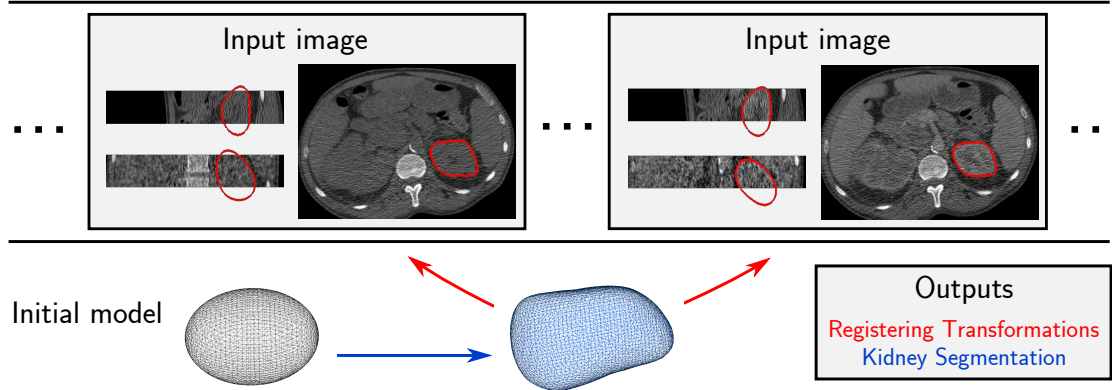 Input image
Input image
...
...
..
Initial model
Outputs
Registering Transformations
Kidney Segmentation